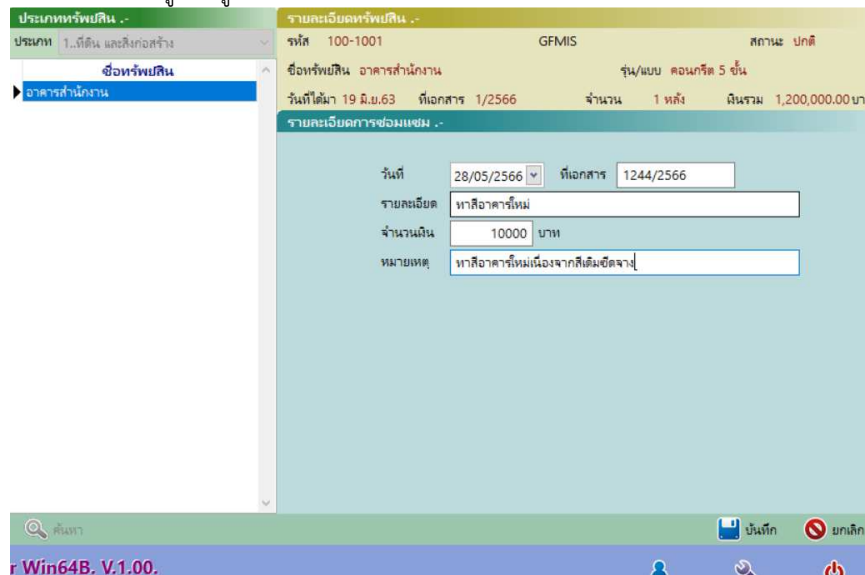 ประเภททรัพย์สิน .-
รายละเอียดทรัพย์สิน .-
ประเภท 1..ที่ดิน และสิ่งก่อสร้าง
รหัส 100-1001 GFMIS สถานะ ปกติ
ชื่อทรัพย์สิน
ชื่อทรัพย์สิน อาคารสำนักงาน รุ่น/แบบ คอนกรีต 5 ชั้น
อาคารสำนักงาน
วันที่ได้มา 19 มิ.ย.63 ที่เอกสาร 1/2566 จำนวน 1 หลัง เงินรวม 1,200,000.00 บา
รายละเอียดการซ่อมแซม .-
วันที่ 28/05/2566 ที่เอกสาร 1244/2566
รายละเอียด ทาสีอาคารใหม่
จำนวนเงิน 10000 บาท
หมายเหตุ ทาสีอาคารใหม่เนื่องจากสีเดิมซีดจาง
ค้นหา บันทึก ยกเลิก
r Win64B. V.1.00.